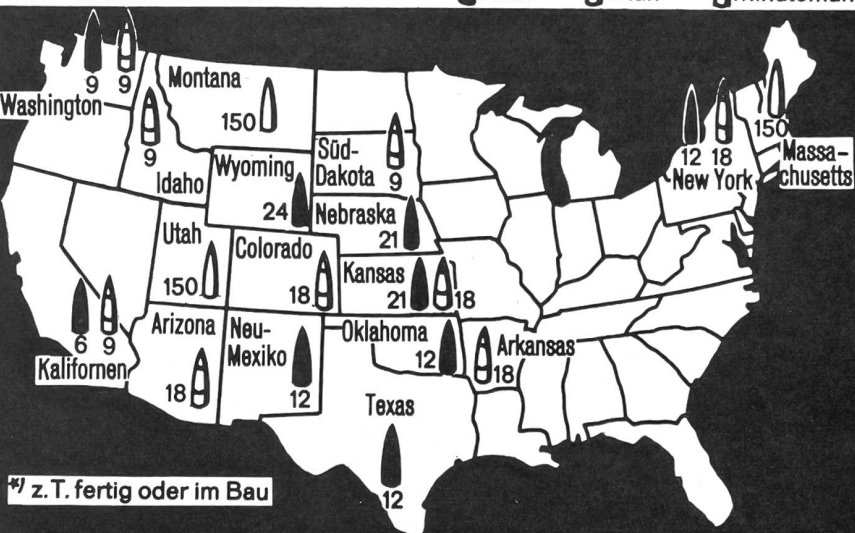 9 9
Washington
Montana
150
9
Idaho
Wyoming
24
Süd-
Dakota
9
12 18
New York
150
Massa-
chusetts
Nebraska
21
Utah
150
Colorado
18
Kansas
21 18
6 9
Kalifornen
Arizona
18
Neu-
Mexiko
12
Oklahoma
12
Arkansas
18
Texas
12
*) z.T. fertig oder im Bau